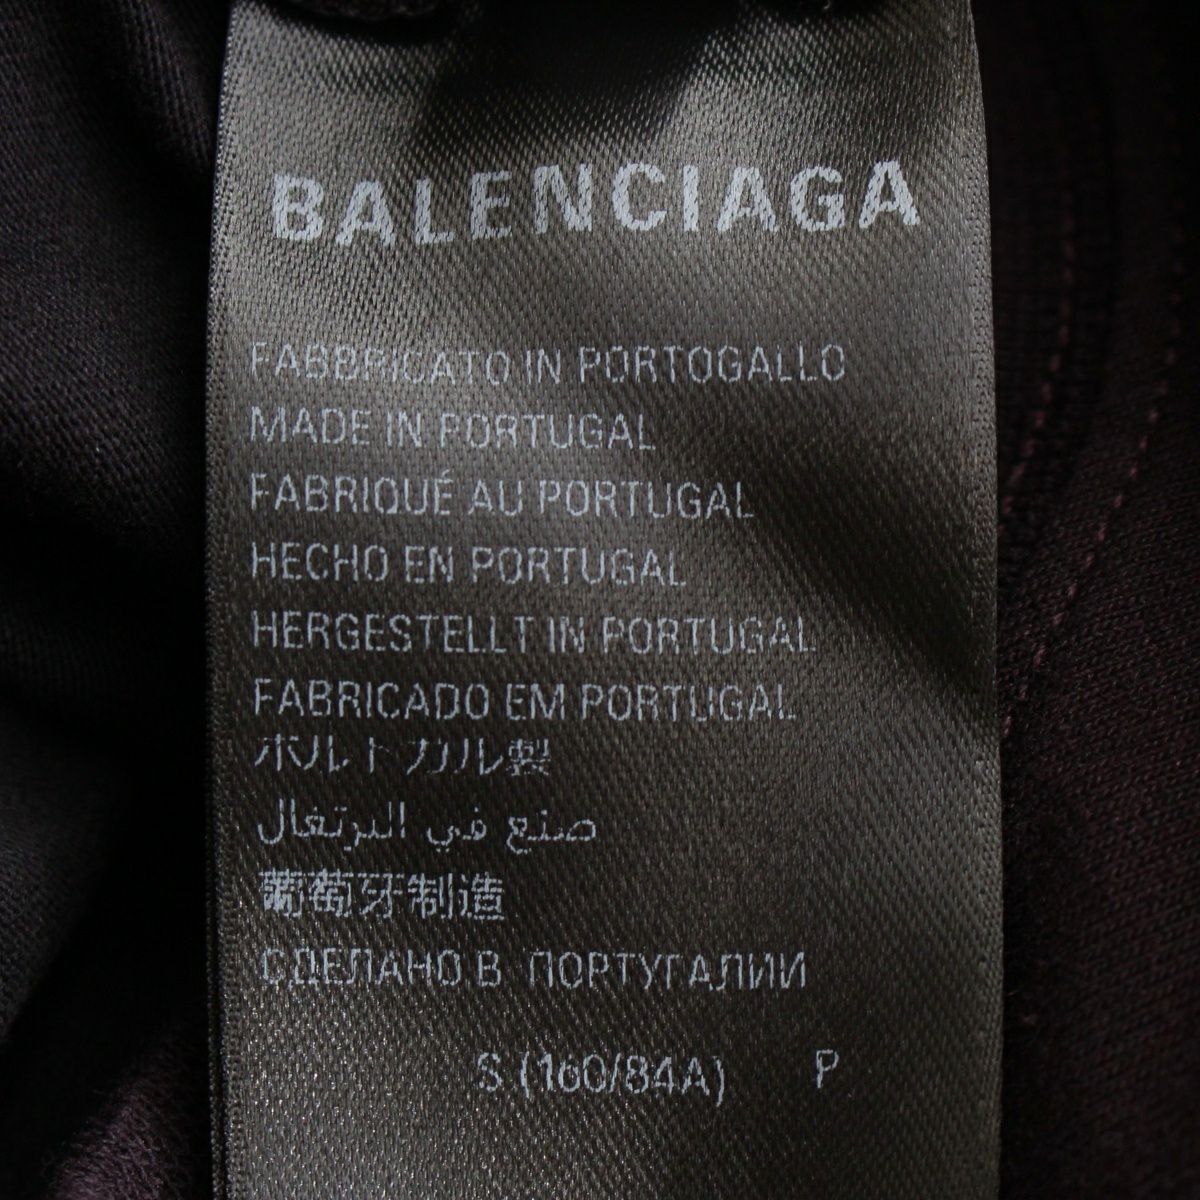 BALENCIAGA
FABBRICATO IN PORTOGALLO
MADE IN PORTUGAL
FABRIQUÉ AU PORTUGAL
HECHO EN PORTUGAL
HERGESTELLT IN PORTUGAL
FABRICADO EM PORTUGAL
ポルトガル製
صنع في البرتغال
葡萄牙制造
СДЕЛАНО В ПОРТУГАЛИИ
S (160/84A) P